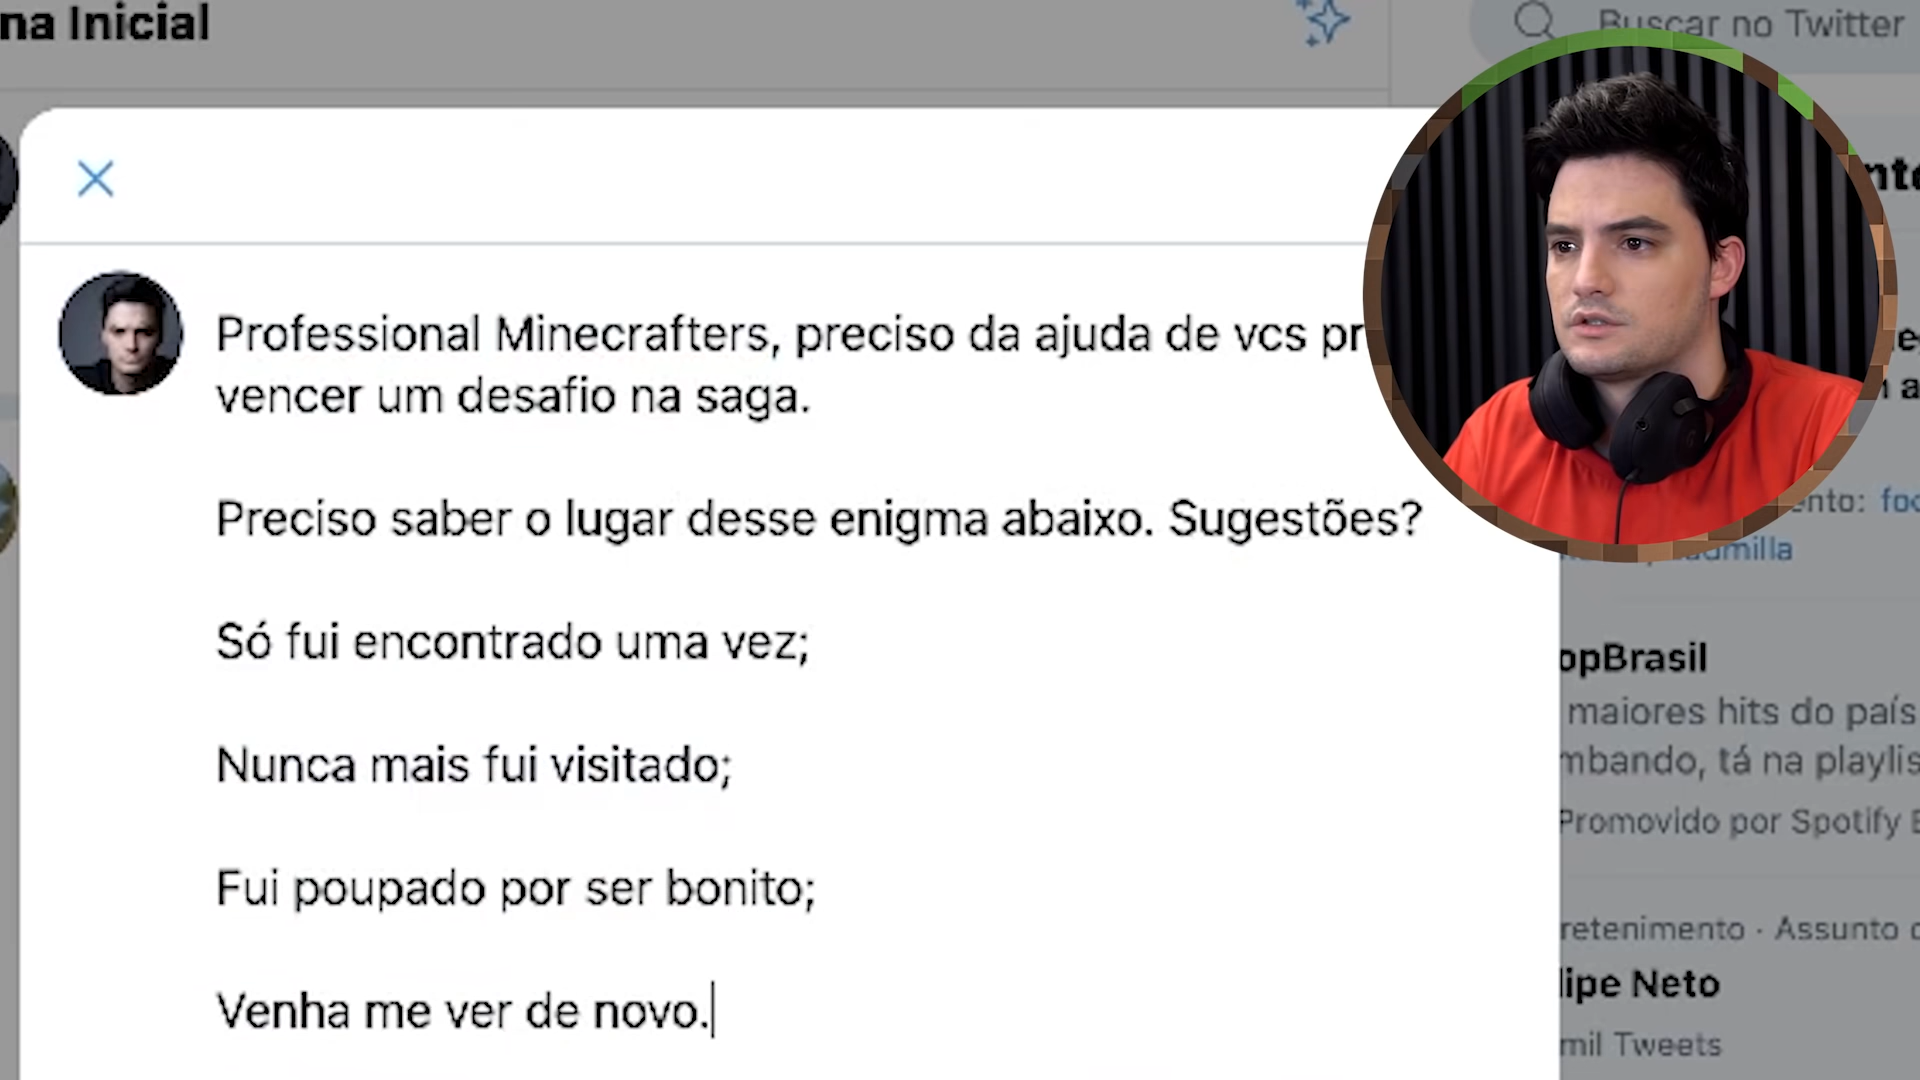 na Inicial
Buscar no Twitter
Professional Minecrafters, preciso da ajuda de vcs
vencer um desafio na saga.
Preciso saber o lugar desse enigma abaixo. Sugestões?
Só fui encontrado uma vez;
Nunca mais fui visitado;
Fui poupado por ser bonito;
Venha me ver de novo.
opBrasil
maiores hits do país
mbando, tá na playlis
Promovido por Spotify
retenimento · Assunto
lipe Neto
mil Tweets